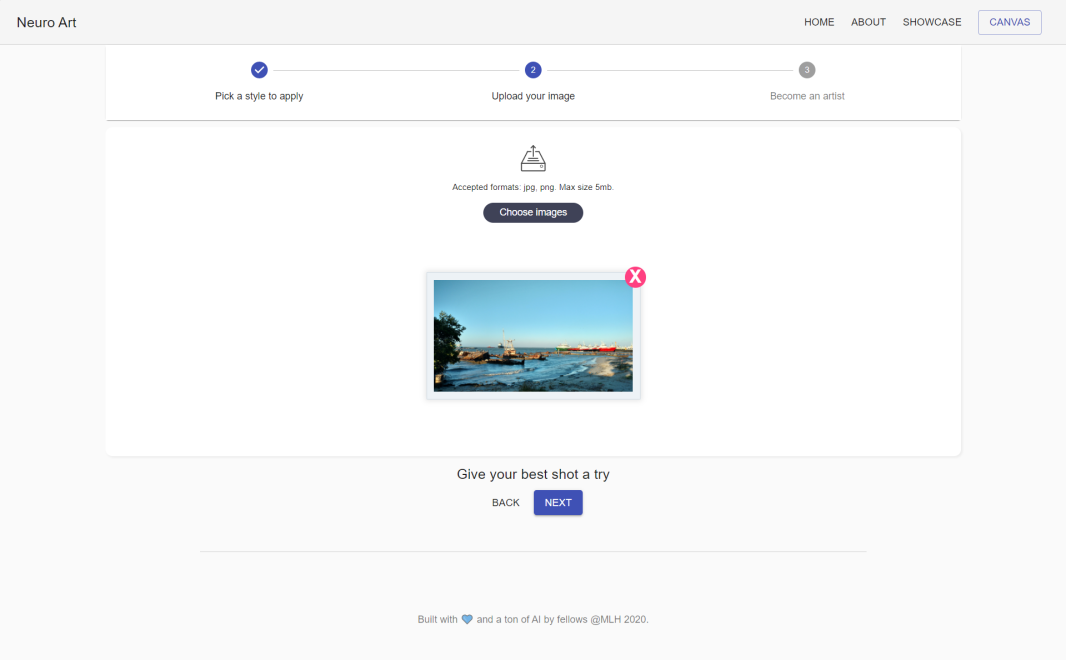 Neuro Art
HOME ABOUT SHOWCASE CANVAS
2 3
Pick a style to apply Upload your image Become an artist
Accepted formats: jpg, png. Max size 5mb.
Choose images
X
Give your best shot a try
BACK NEXT
Built with 💙 and a ton of AI by fellows @MLH 2020.